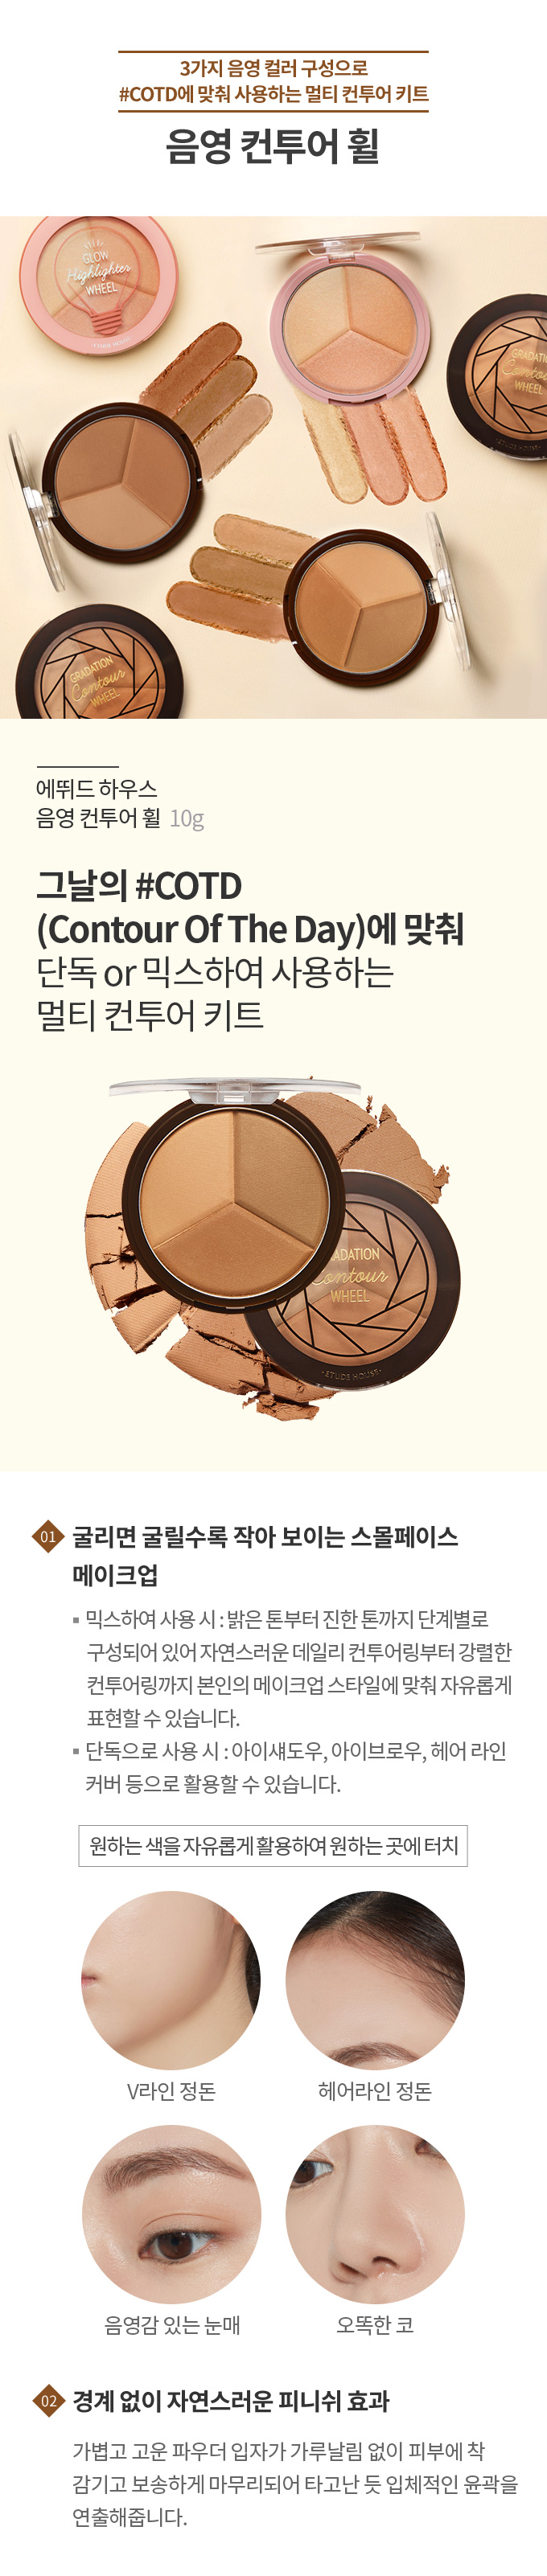 3가지 음영 컬러 구성으로
#COTD에 맞춰 사용하는 멀티 컨투어 키트
음영 컨투어 휠
GLOW
Highlighter
WHEEL
ETUDE HOUSE
GRADATI
Conto
WHEEL
GRADATION
Contour
WHEEL
에뛰드 하우스
음영 컨투어 휠 10g
그날의 #COTD
(Contour Of The Day)에 맞춰
단독 or 믹스하여 사용하는
멀티 컨투어 키트
ADATION
Contour
WHEEL
·ETUDE HOUSE·
01 굴리면 굴릴수록 작아 보이는 스몰페이스
메이크업
▪ 믹스하여 사용 시 : 밝은 톤부터 진한 톤까지 단계별로
구성되어 있어 자연스러운 데일리 컨투어링부터 강렬한
컨투어링까지 본인의 메이크업 스타일에 맞춰 자유롭게
표현할 수 있습니다.
▪ 단독으로 사용 시 : 아이섀도우, 아이브로우, 헤어 라인
커버 등으로 활용할 수 있습니다.
원하는 색을 자유롭게 활용하여 원하는 곳에 터치
V라인 정돈
헤어라인 정돈
음영감 있는 눈매
오똑한 코
02 경계 없이 자연스러운 피니쉬 효과
가볍고 고운 파우더 입자가 가루날림 없이 피부에 착
감기고 보송하게 마무리되어 타고난 듯 입체적인 윤곽을
연출해줍니다.